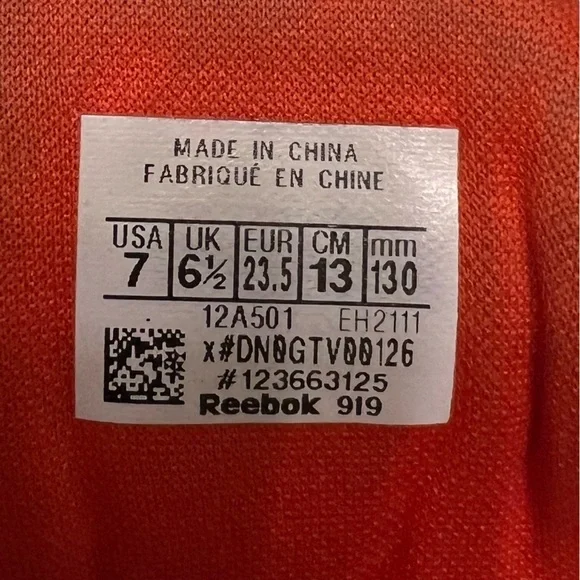 MADE IN CHINA
FABRIQUÉ EN CHINE
USA UK EUR CM mm
7 6½ 23.5 13 130
12A501 EH2111
x#DN0GTV00126
#123663125
Reebok 919